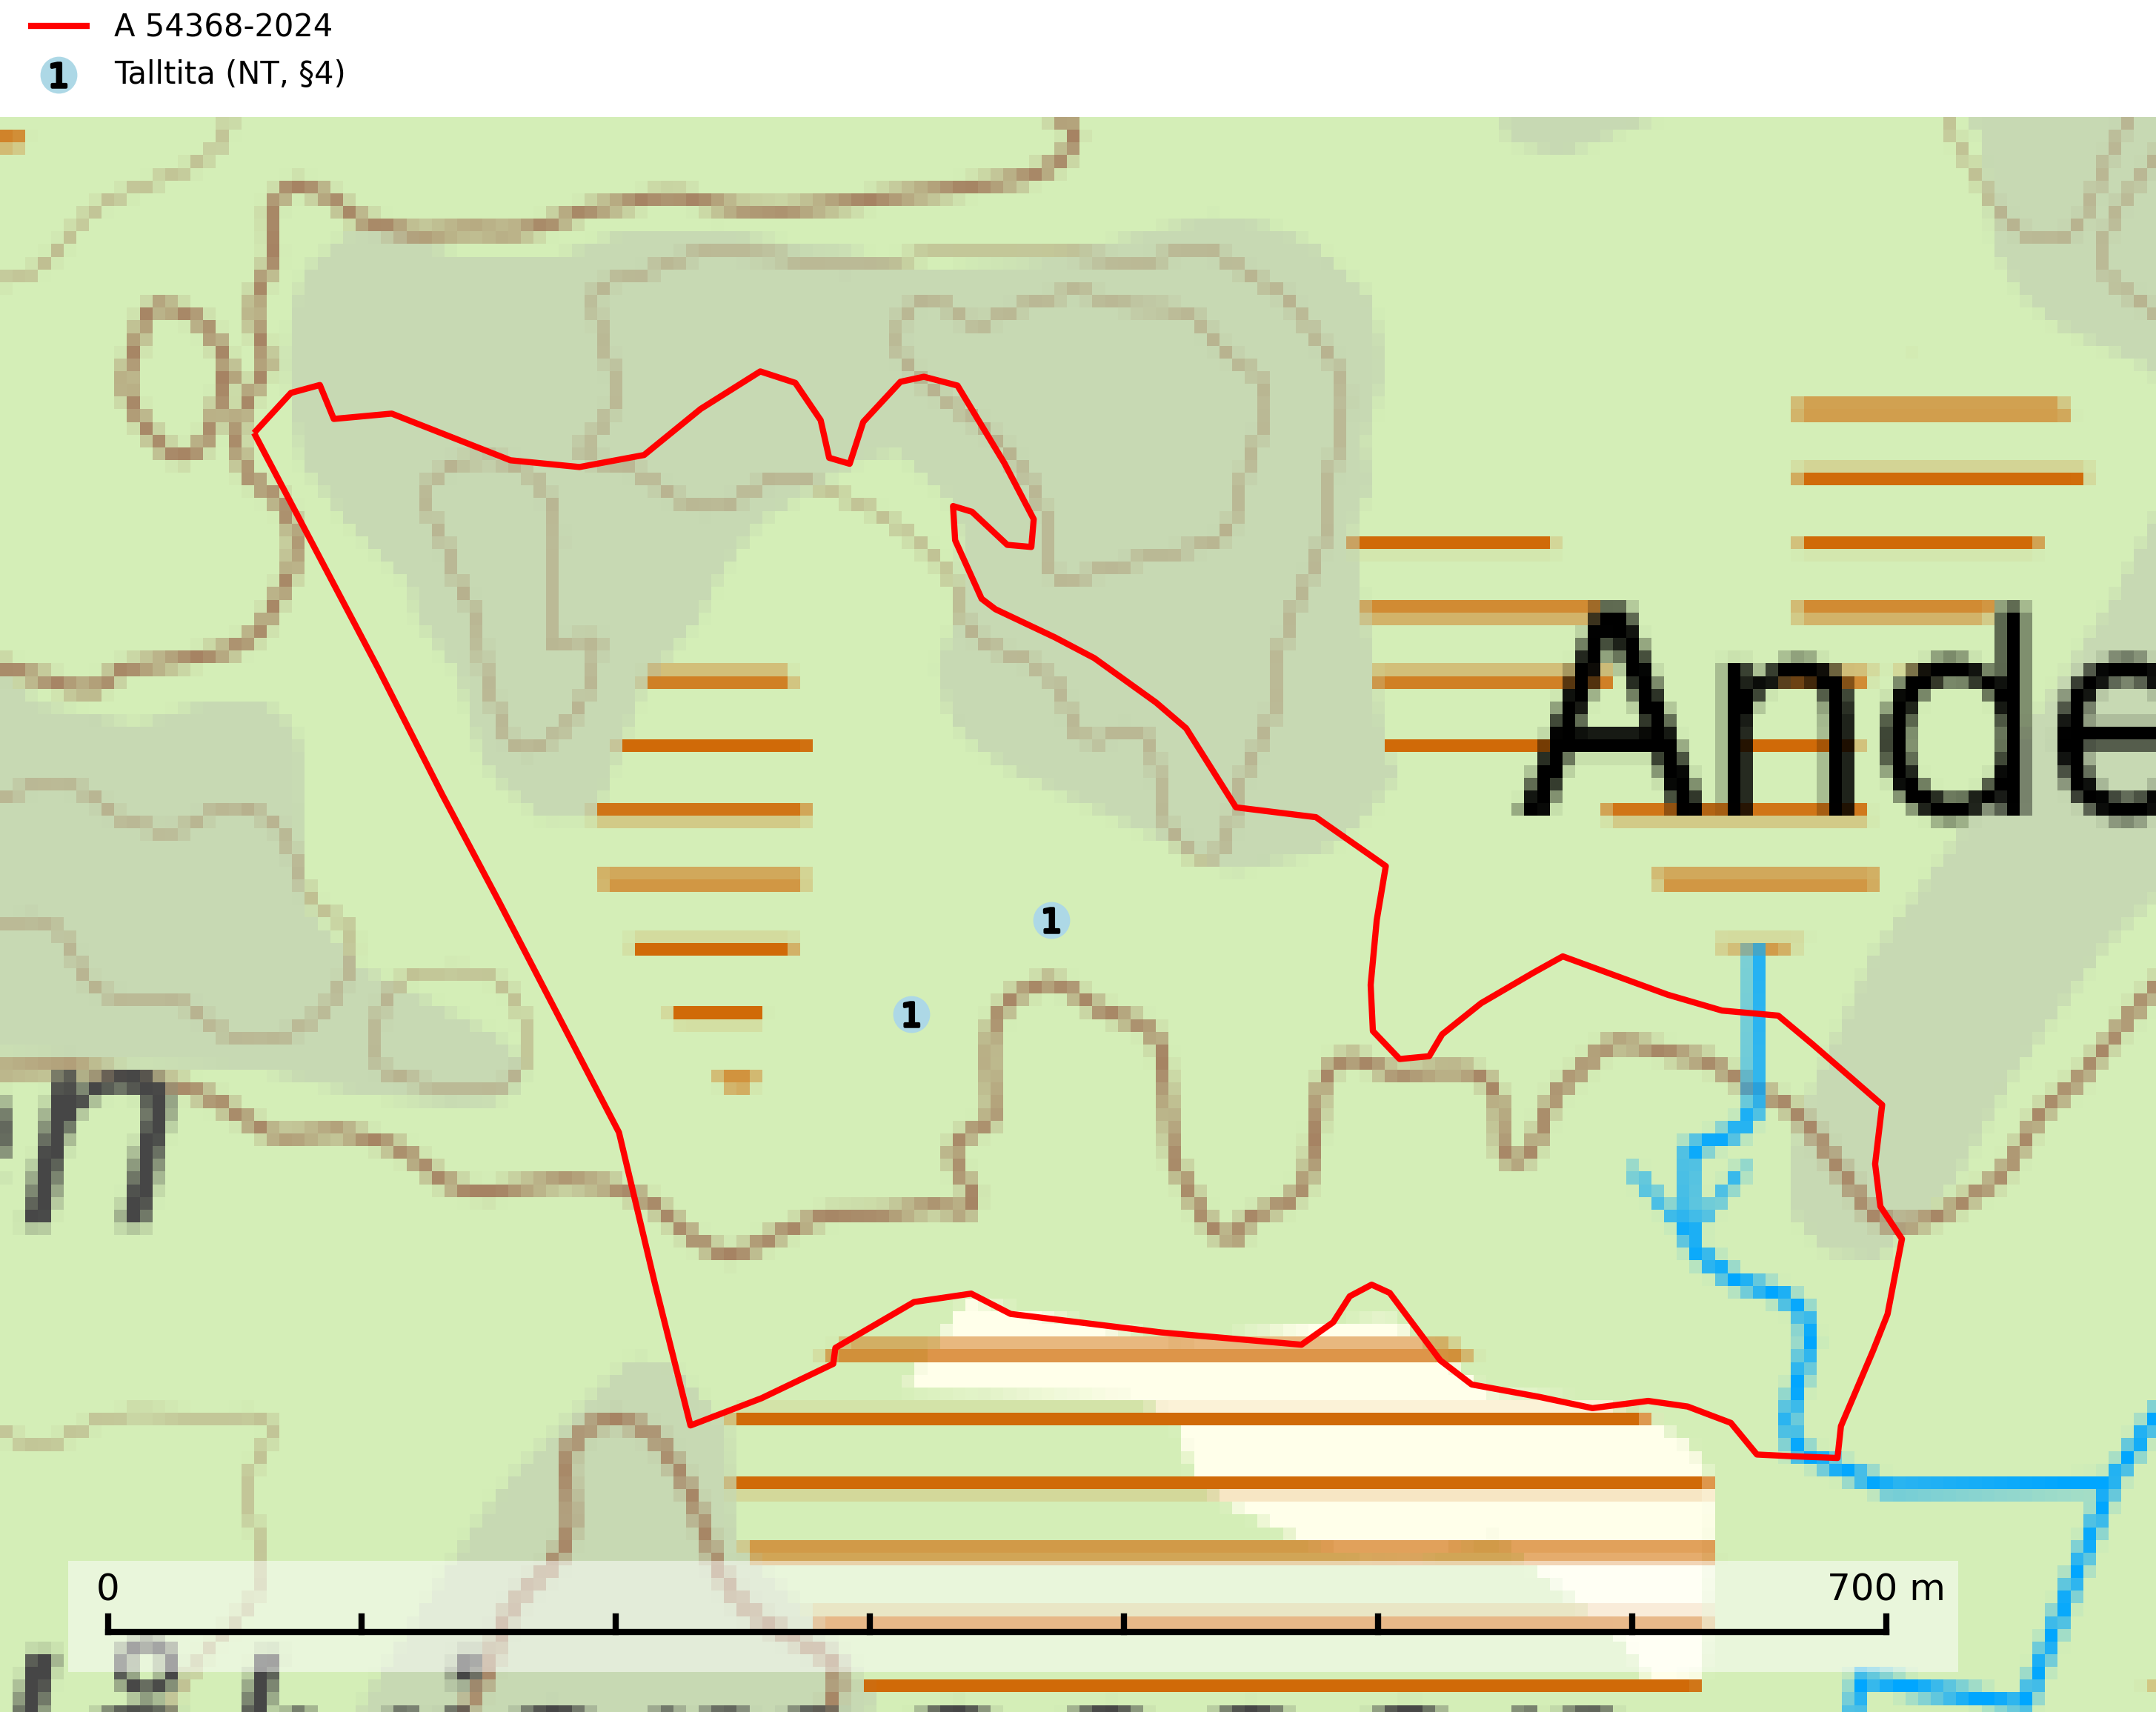 A 54368-2024
1 Talltita (NT, §4)
Ande
1
1
n
0 700 m